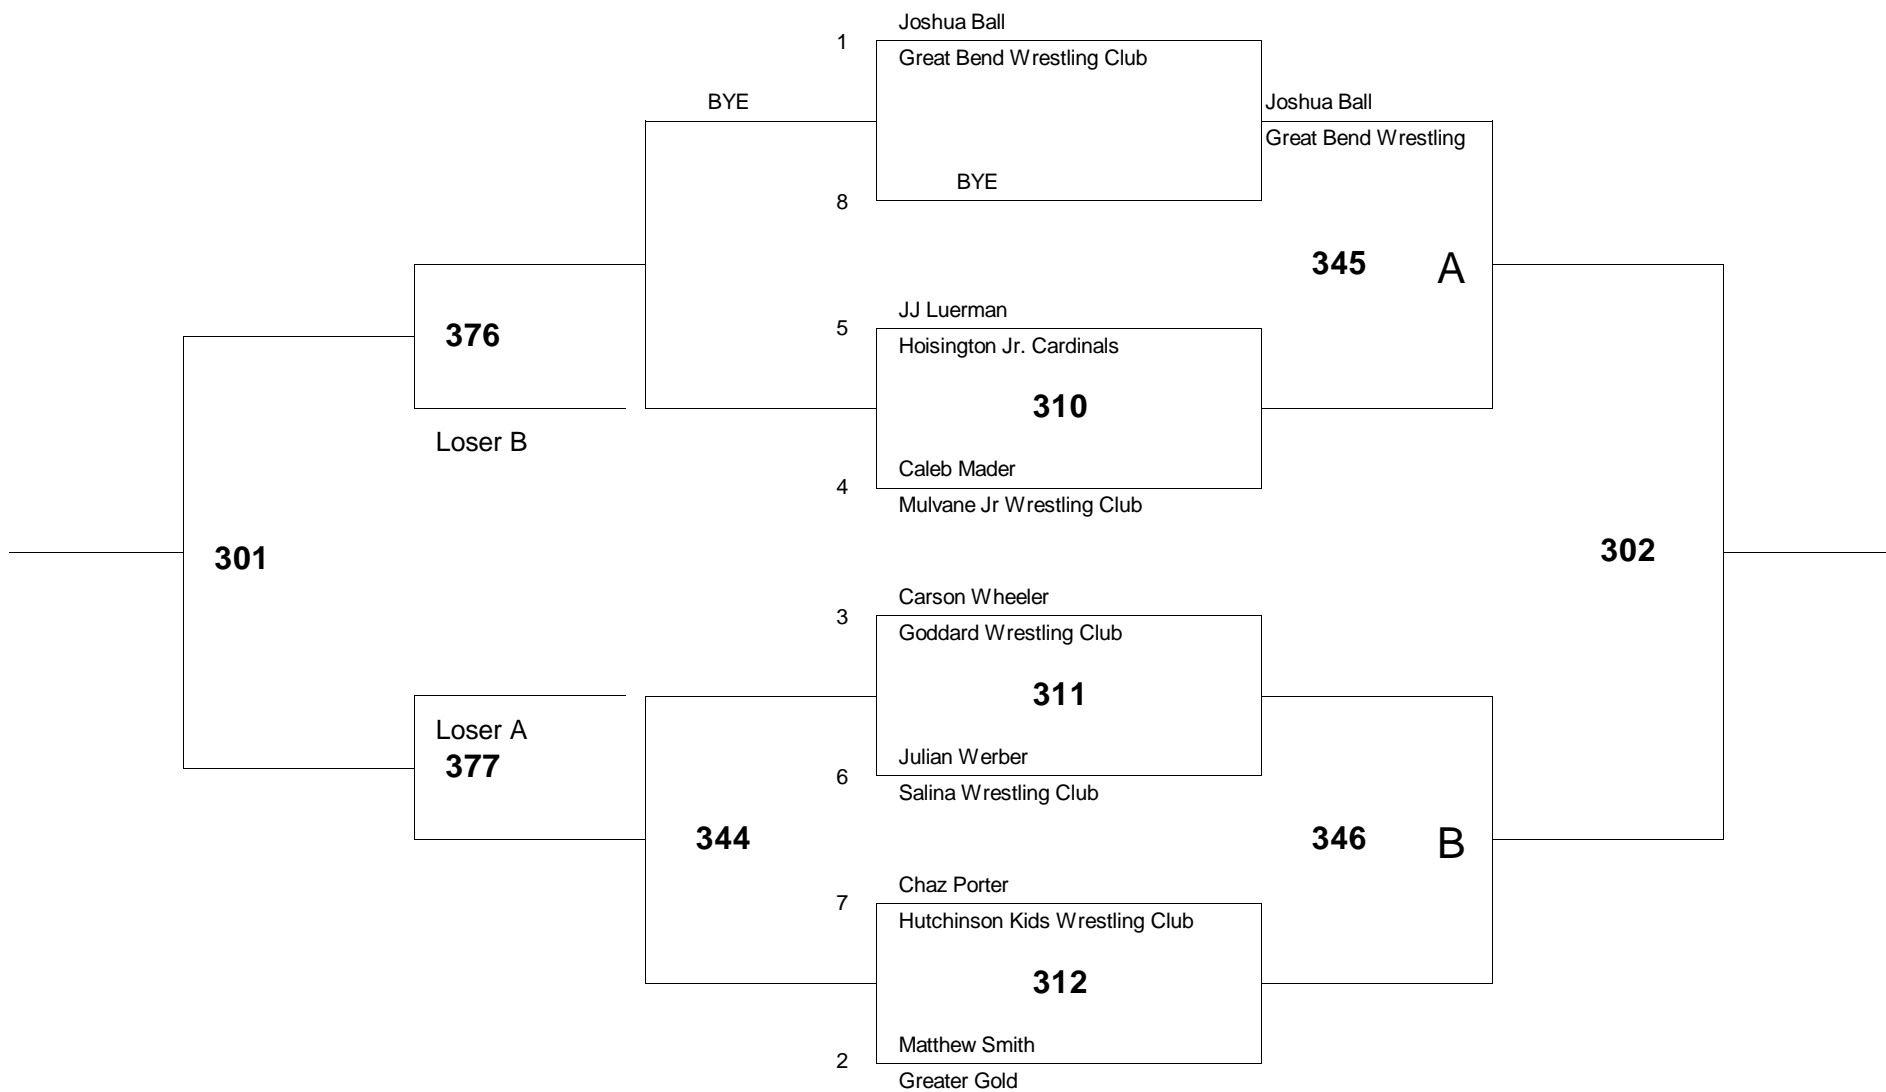 Joshua Ball
1
Great Bend Wrestling Club
BYE
Joshua Ball
Great Bend Wrestling
BYE
8
345
A
JJ Luerman
5
376
Hoisington Jr. Cardinals
310
Loser B
Caleb Mader
4
Mulvane Jr Wrestling Club
301
302
Carson Wheeler
3
Goddard Wrestling Club
311
Loser A
377
Julian Werber
6
Salina Wrestling Club
344
346
B
Chaz Porter
7
Hutchinson Kids Wrestling Club
312
Matthew Smith
2
Greater Gold